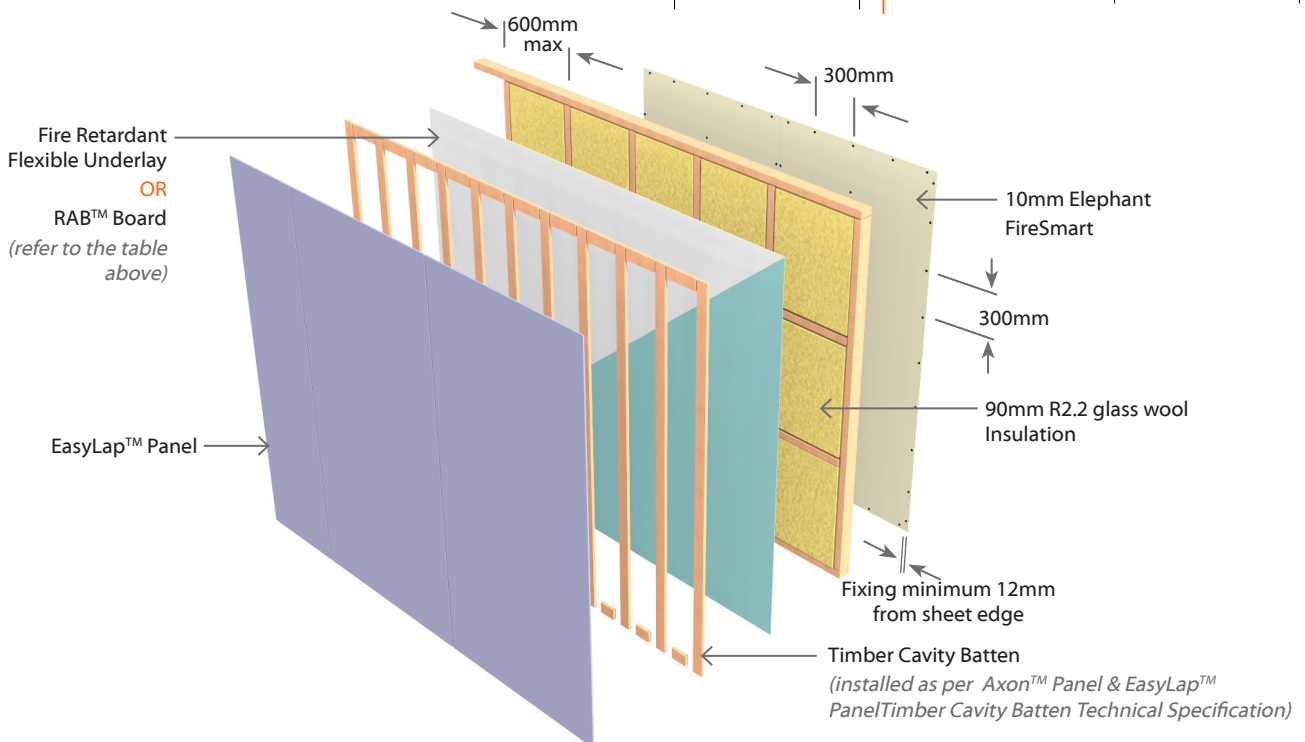 600mm
max
300mm
Fire Retardant
Flexible Underlay
OR
RAB™ Board
(refer to the table
above)
10mm Elephant
FireSmart
300mm
90mm R2.2 glass wool
Insulation
EasyLap™ Panel
Fixing minimum 12mm
from sheet edge
Timber Cavity Batten
(installed as per Axon™ Panel & EasyLap™
PanelTimber Cavity Batten Technical Specification)